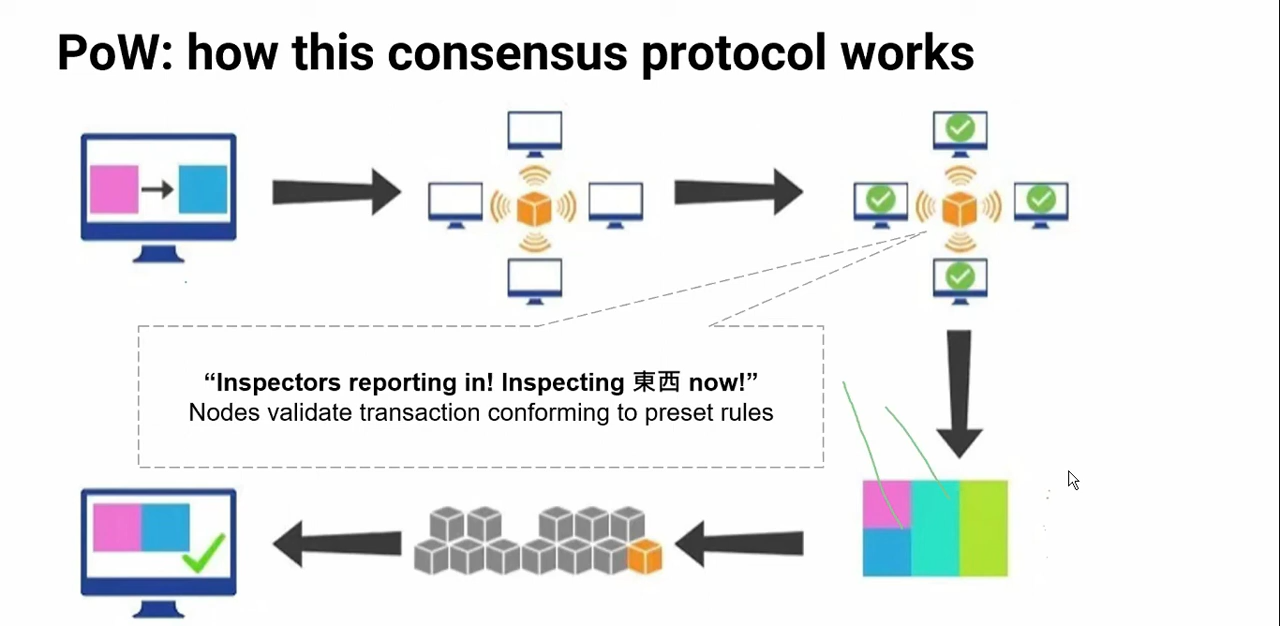 PoW: how this consensus protocol works
“Inspectors reporting in! Inspecting 東西 now!”
Nodes validate transaction conforming to preset rules